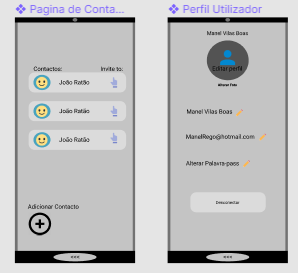 Pagina de Conta...
Contactos:
Invite to:
João Ratão
João Ratão
João Ratão
Adicionar Contacto
<<<
Perfil Utilizador
Manel Vilas Boas
Editar perfil
Alterar Foto
Manel Vilas Boas
ManelRego@hotmail.com
Alterar Palavra-pass
Desconectar
<<<